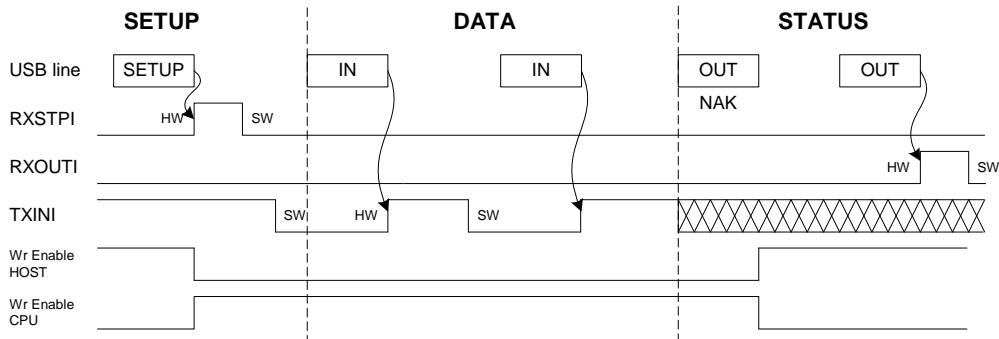 SETUP DATA STATUS
USB line SETUP IN IN OUT OUT
NAK
RXSTPI HW SW
RXOUTI HW SW
TXINI SW HW SW
Wr Enable
HOST
Wr Enable
CPU